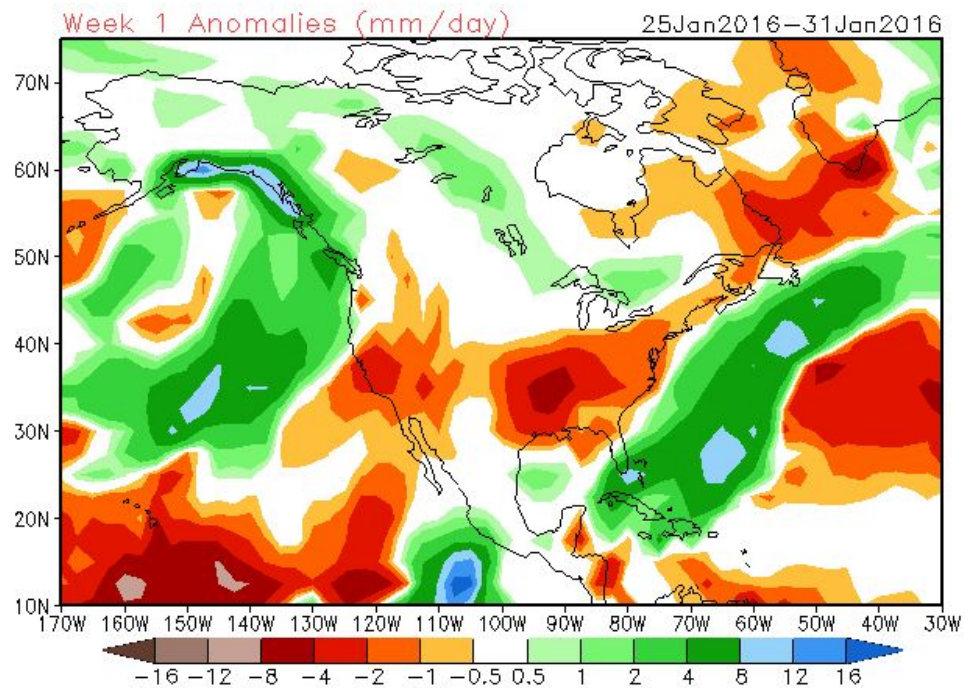 Week 1 Anomalies (mm/day) 25Jan2016-31Jan2016
70N
60N
50N
40N
30N
20N
10N
170W 160W 150W 140W 130W 120W 110W 100W 90W 80W 70W 60W 50W 40W 30W
-16 -12 -8 -4 -2 -1 -0.5 0.5 1 2 4 8 12 16